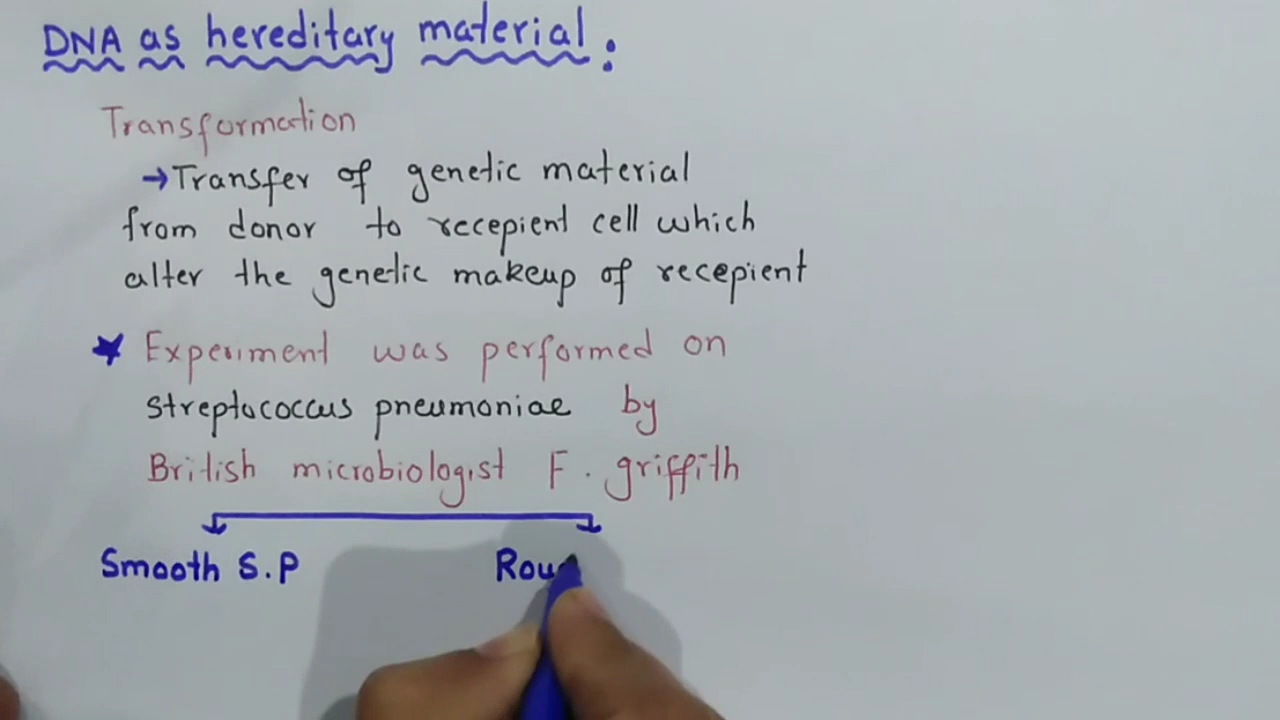 DNA as hereditary material:
Transformation
→Transfer of genetic material
from donor to recepient cell which
alter the genetic makeup of recepient
★ Experiment was performed on
streptococcus pneumoniae by
British microbiologist F. griffith
Smooth S.P